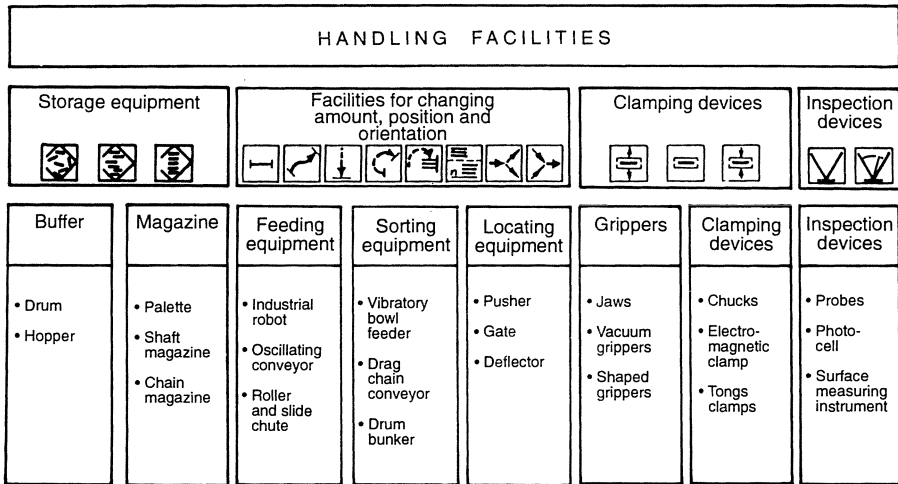 HANDLING FACILITIES
Storage equipment
Facilities for changing
amount, position and
orientation
Clamping devices
Inspection
devices
Buffer
• Drum
• Hopper
Magazine
• Palette
• Shaft
magazine
• Chain
magazine
Feeding
equipment
• Industrial
robot
• Oscillating
conveyor
• Roller
and slide
chute
Sorting
equipment
• Vibratory
bowl
feeder
• Drag
chain
conveyor
• Drum
bunker
Locating
equipment
• Pusher
• Gate
• Deflector
Grippers
• Jaws
• Vacuum
grippers
• Shaped
grippers
Clamping
devices
• Chucks
• Electro-
magnetic
clamp
• Tongs
clamps
Inspection
devices
• Probes
• Photo-
cell
• Surface
measuring
instrument